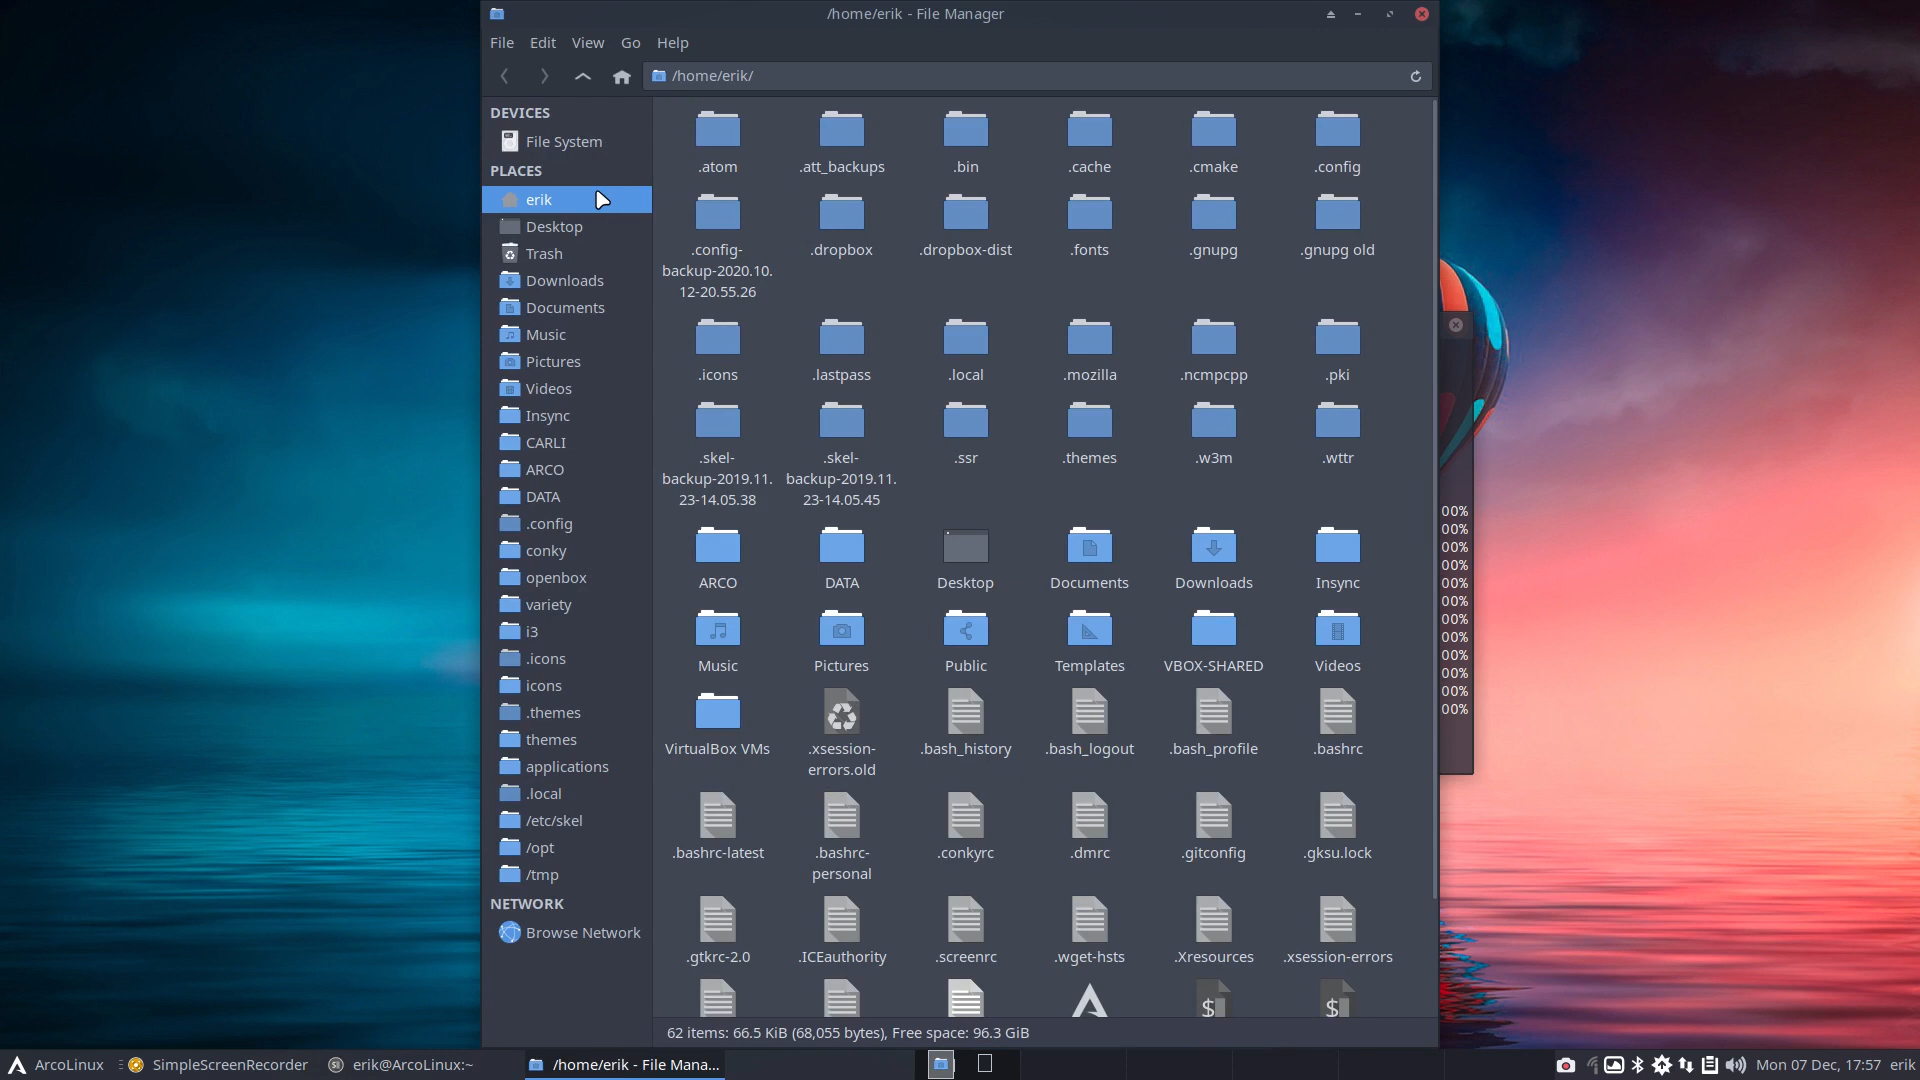 /home/erik - File Manager
File Edit View Go Help
/home/erik/
DEVICES
File System
PLACES
erik
Desktop
Trash
Downloads
Documents
Music
Pictures
Videos
Insync
CARLI
ARCO
DATA
.config
conky
openbox
variety
i3
.icons
icons
.themes
themes
applications
.local
/etc/skel
/opt
/tmp
NETWORK
Browse Network
.atom .att_backups .bin .cache .cmake .config
.config- .dropbox .dropbox-dist .fonts .gnupg .gnupg old
backup-2020.10.
12-20.55.26
.icons .lastpass .local .mozilla .ncmpcpp .pki
.skel- .skel- .ssr .themes .w3m .wttr
backup-2019.11. backup-2019.11.
23-14.05.38 23-14.05.45
ARCO DATA Desktop Documents Downloads Insync
Music Pictures Public Templates VBOX-SHARED Videos
VirtualBox VMs .xsession- .bash_history .bash_logout .bash_profile .bashrc
errors.old
.bashrc-latest .bashrc- .conkyrc .dmrc .gitconfig .gksu.lock
personal
.gtkrc-2.0 .ICEauthority .screenrc .wget-hsts .Xresources .xsession-errors
$ $
62 items: 66.5 KiB (68,055 bytes), Free space: 96.3 GiB
00%
00%
00%
00%
00%
00%
00%
00%
00%
00%
00%
00%
ArcoLinux SimpleScreenRecorder erik@ArcoLinux:~ /home/erik - File Mana... Mon 07 Dec, 17:57 erik